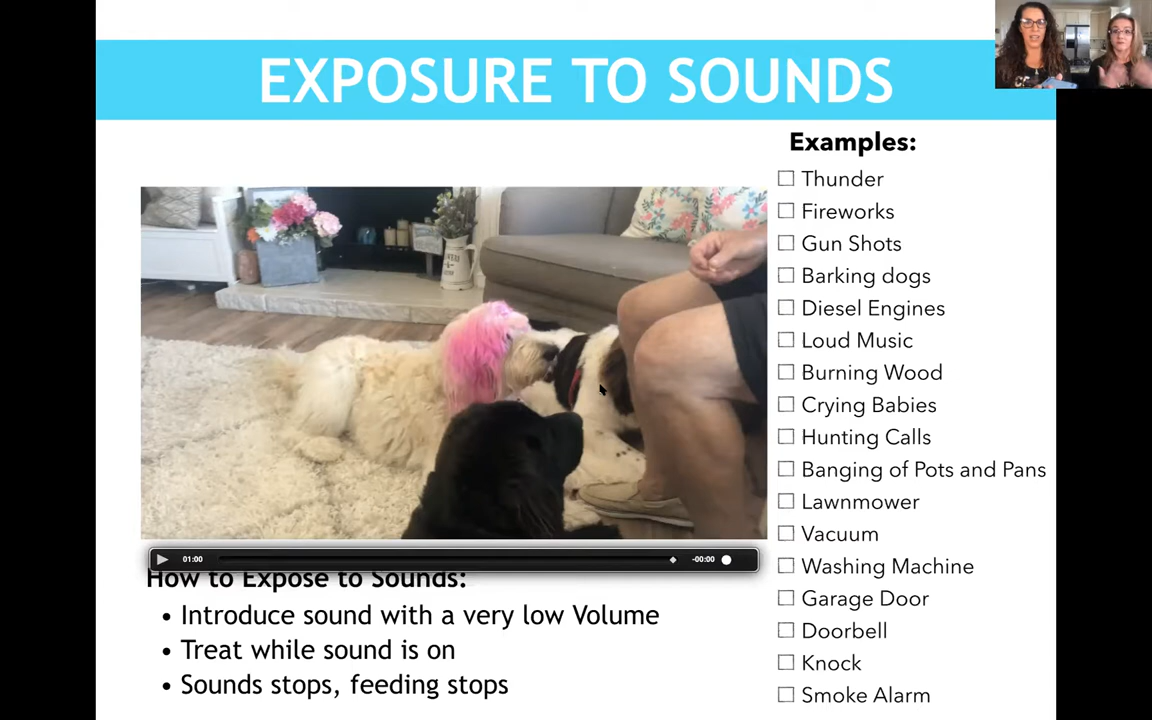 EXPOSURE TO SOUNDS
Examples:
Thunder
Fireworks
Gun Shots
Barking dogs
Diesel Engines
Loud Music
Burning Wood
Crying Babies
Hunting Calls
Banging of Pots and Pans
Lawnmower
Vacuum
Washing Machine
Garage Door
Doorbell
Knock
Smoke Alarm
01:00
-00:00
How to Expose to Sounds:
• Introduce sound with a very low Volume
• Treat while sound is on
• Sounds stops, feeding stops